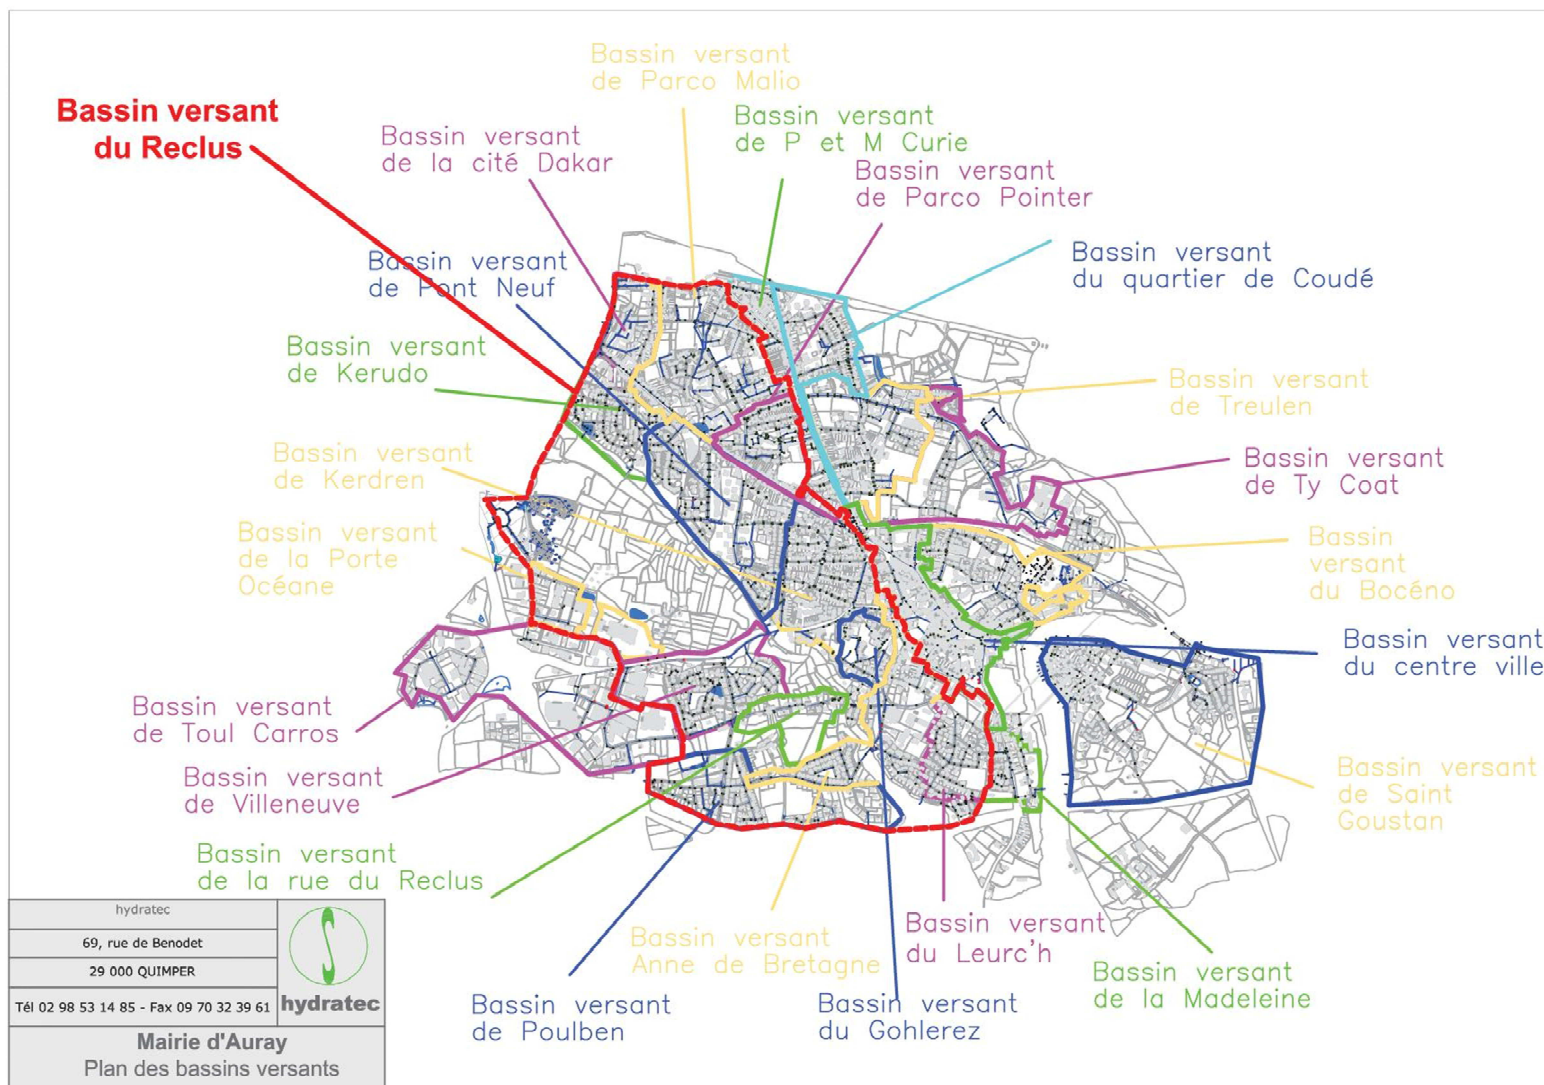 Bassin versant
de Parco Malio
Bassin versant
du Reclus
Bassin versant
de P et M Curie
Bassin versant
de la cité Dakar
Bassin versant
de Parco Pointer
Bassin versant
de Pont Neuf
Bassin versant
du quartier de Coudé
Bassin versant
de Kerudo
Bassin versant
de Treulen
Bassin versant
de Kerdren
Bassin versant
de Ty Coat
Bassin versant
de la Porte
Océane
Bassin
versant
du Bocéno
Bassin versant
du centre ville
Bassin versant
de Toul Carros
Bassin versant
de Villeneuve
Bassin versant
de Saint
Goustan
Bassin versant
de la rue du Reclus
Bassin versant
Anne de Bretagne
Bassin versant
du Leurc'h
Bassin versant
de la Madeleine
Bassin versant
de Poulben
Bassin versant
du Gohlerez
hydratec
69, rue de Benodet
29 000 QUIMPER
Tél 02 98 53 14 85 - Fax 09 70 32 39 61
hydratec
Mairie d'Auray
Plan des bassins versants